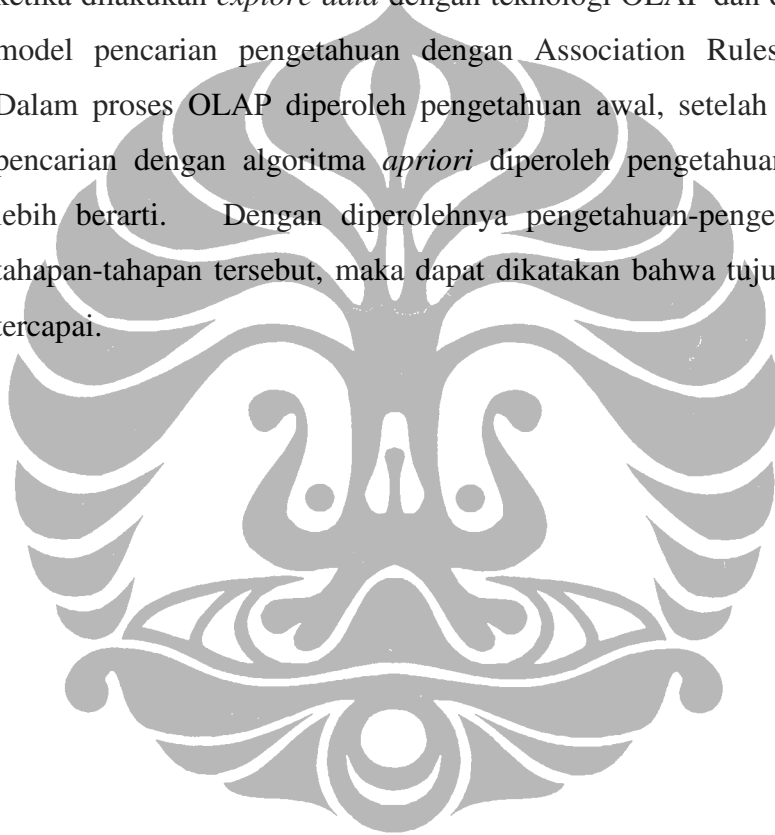 ketika dilakukan explore data dengan teknologi OLAP dan
model pencarian pengetahuan dengan Association Rules
Dalam proses OLAP diperoleh pengetahuan awal, setelah
pencarian dengan algoritma apriori diperoleh pengetahuan
lebih berarti. Dengan diperolehnya pengetahuan-penge
tahapan-tahapan tersebut, maka dapat dikatakan bahwa tuju
tercapai.